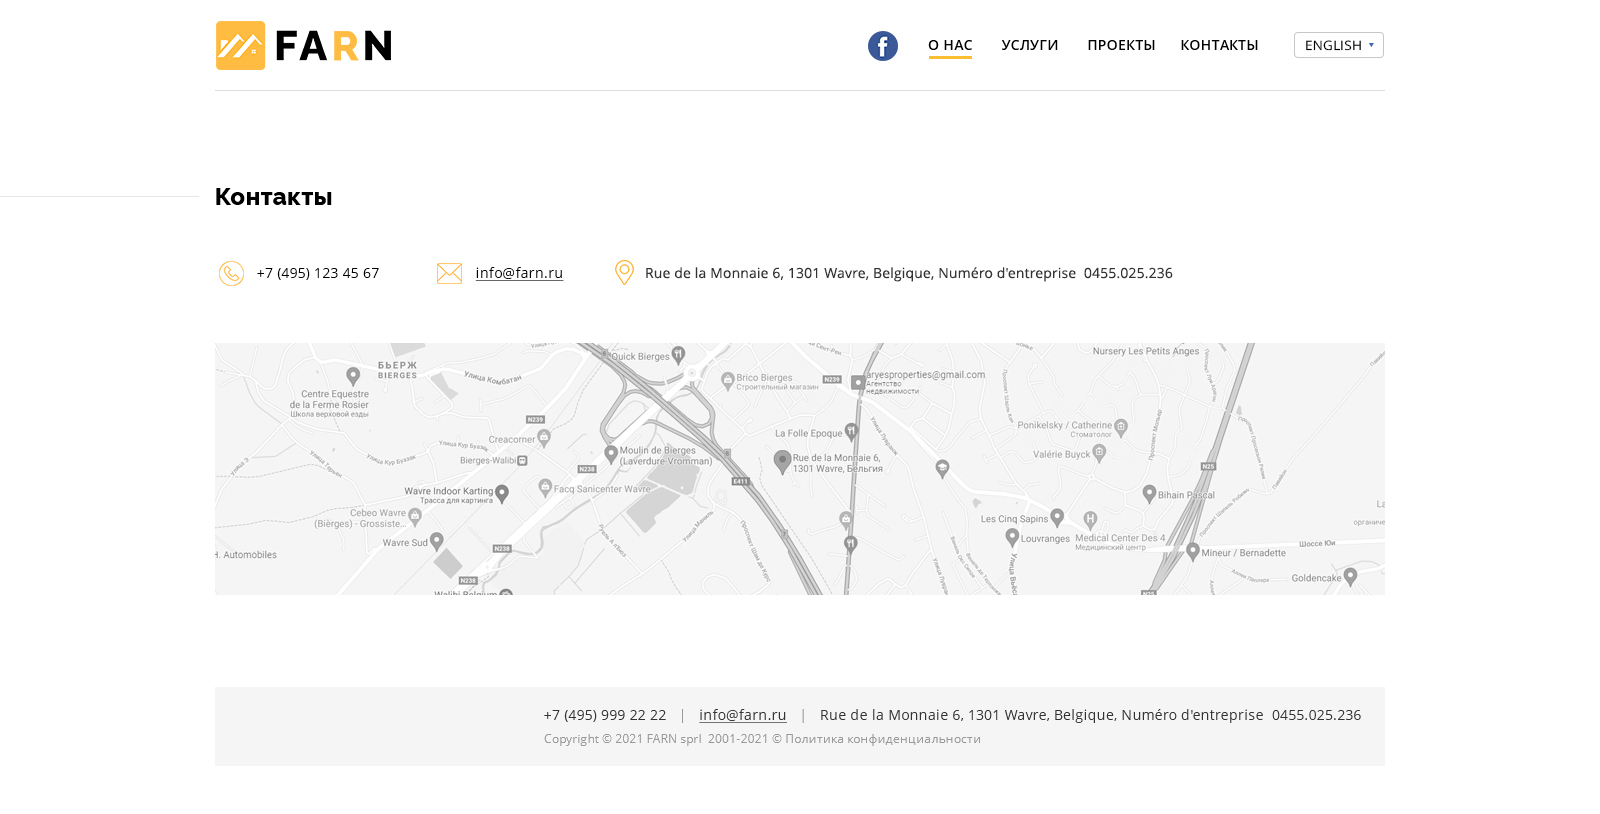 FARN
О НАС УСЛУГИ ПРОЕКТЫ КОНТАКТЫ ENGLISH
Контакты
+7 (495) 123 45 67 info@farn.ru Rue de la Monnaie 6, 1301 Wavre, Belgique, Numéro d'entreprise 0455.025.236
Quick Bierges
Nursery Les Petits Anges
БЬЕРЖ
BIERGES
Улица Комбатан
Brico Bierges
Строительный магазин
N239
aryesproperties@gmail.com
Агентство
недвижимости
Centre Equestre
de la Ferme Rosier
Школа верховой езды
N239
Creacorner
La Folle Epoque
Ponikelsky / Catherine
Стоматолог
Улица Кур Буазак
Moulin de Bierges
(Laverdure-Vromman)
Valérie Buyck
Bierges-Walibi
Rue de la Monnaie 6,
1301 Wavre, Бельгия
N238
N25
E411
Wavre Indoor Karting
Трасса для картинга
Facq Sanicenter Wavre
Bihain Pascal
Cebeo Wavre
(Bièrges) - Grossiste...
Les Cinq Sapins
органиче
Wavre Sud
Louvranges
Medical Center Des 4
Медицинский центр
Шоссе Юи
H. Automobiles
N238
Mineur / Bernadette
Goldencake
N238
Walibi Belgium
N25
+7 (495) 999 22 22 | info@farn.ru | Rue de la Monnaie 6, 1301 Wavre, Belgique, Numéro d'entreprise 0455.025.236
Copyright © 2021 FARN sprl 2001-2021 © Политика конфиденциальности